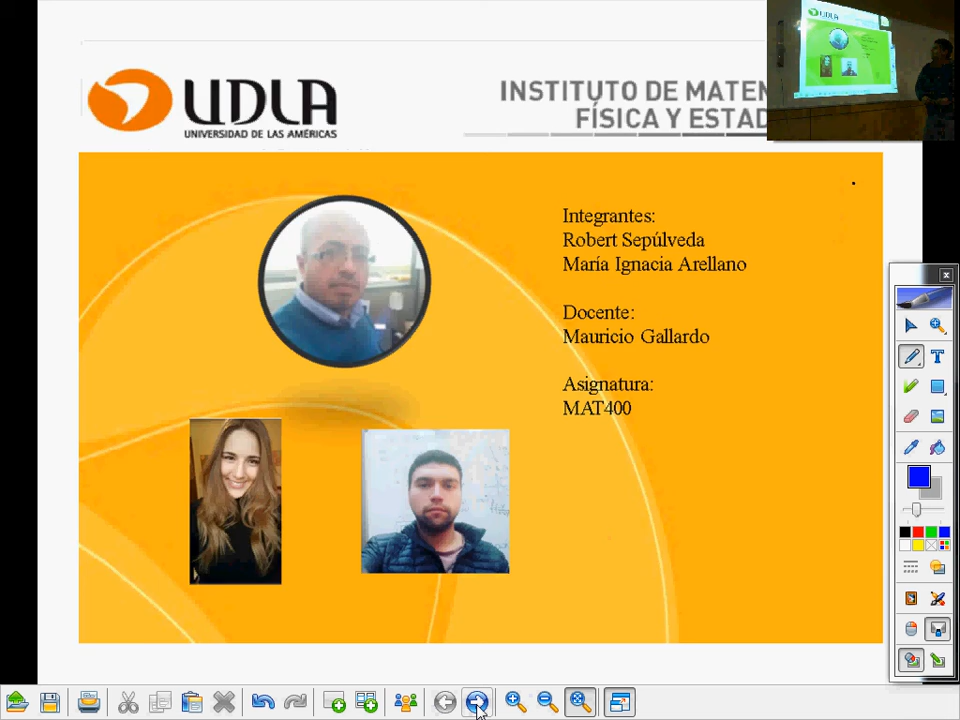 UDLA
UNIVERSIDAD DE LAS AMÉRICAS
INSTITUTO DE MATEM
FÍSICA Y ESTAD
Integrantes:
Robert Sepúlveda
María Ignacia Arellano
Docente:
Mauricio Gallardo
Asignatura:
MAT400